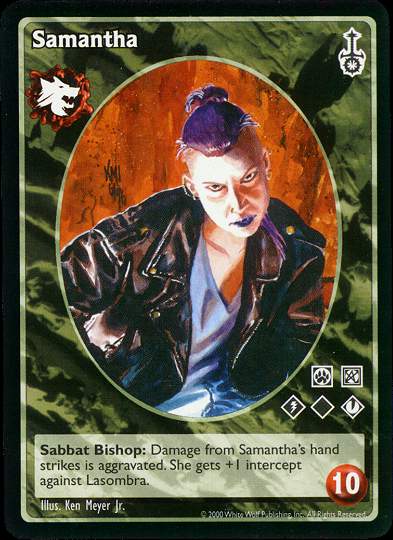 Samantha
KMJ
Sabbat Bishop: Damage from Samantha's hand
strikes is aggravated. She gets +1 intercept
against Lasombra.
10
Illus. Ken Meyer Jr.
© 2000 White Wolf Publishing, Inc. All Rights Reserved.